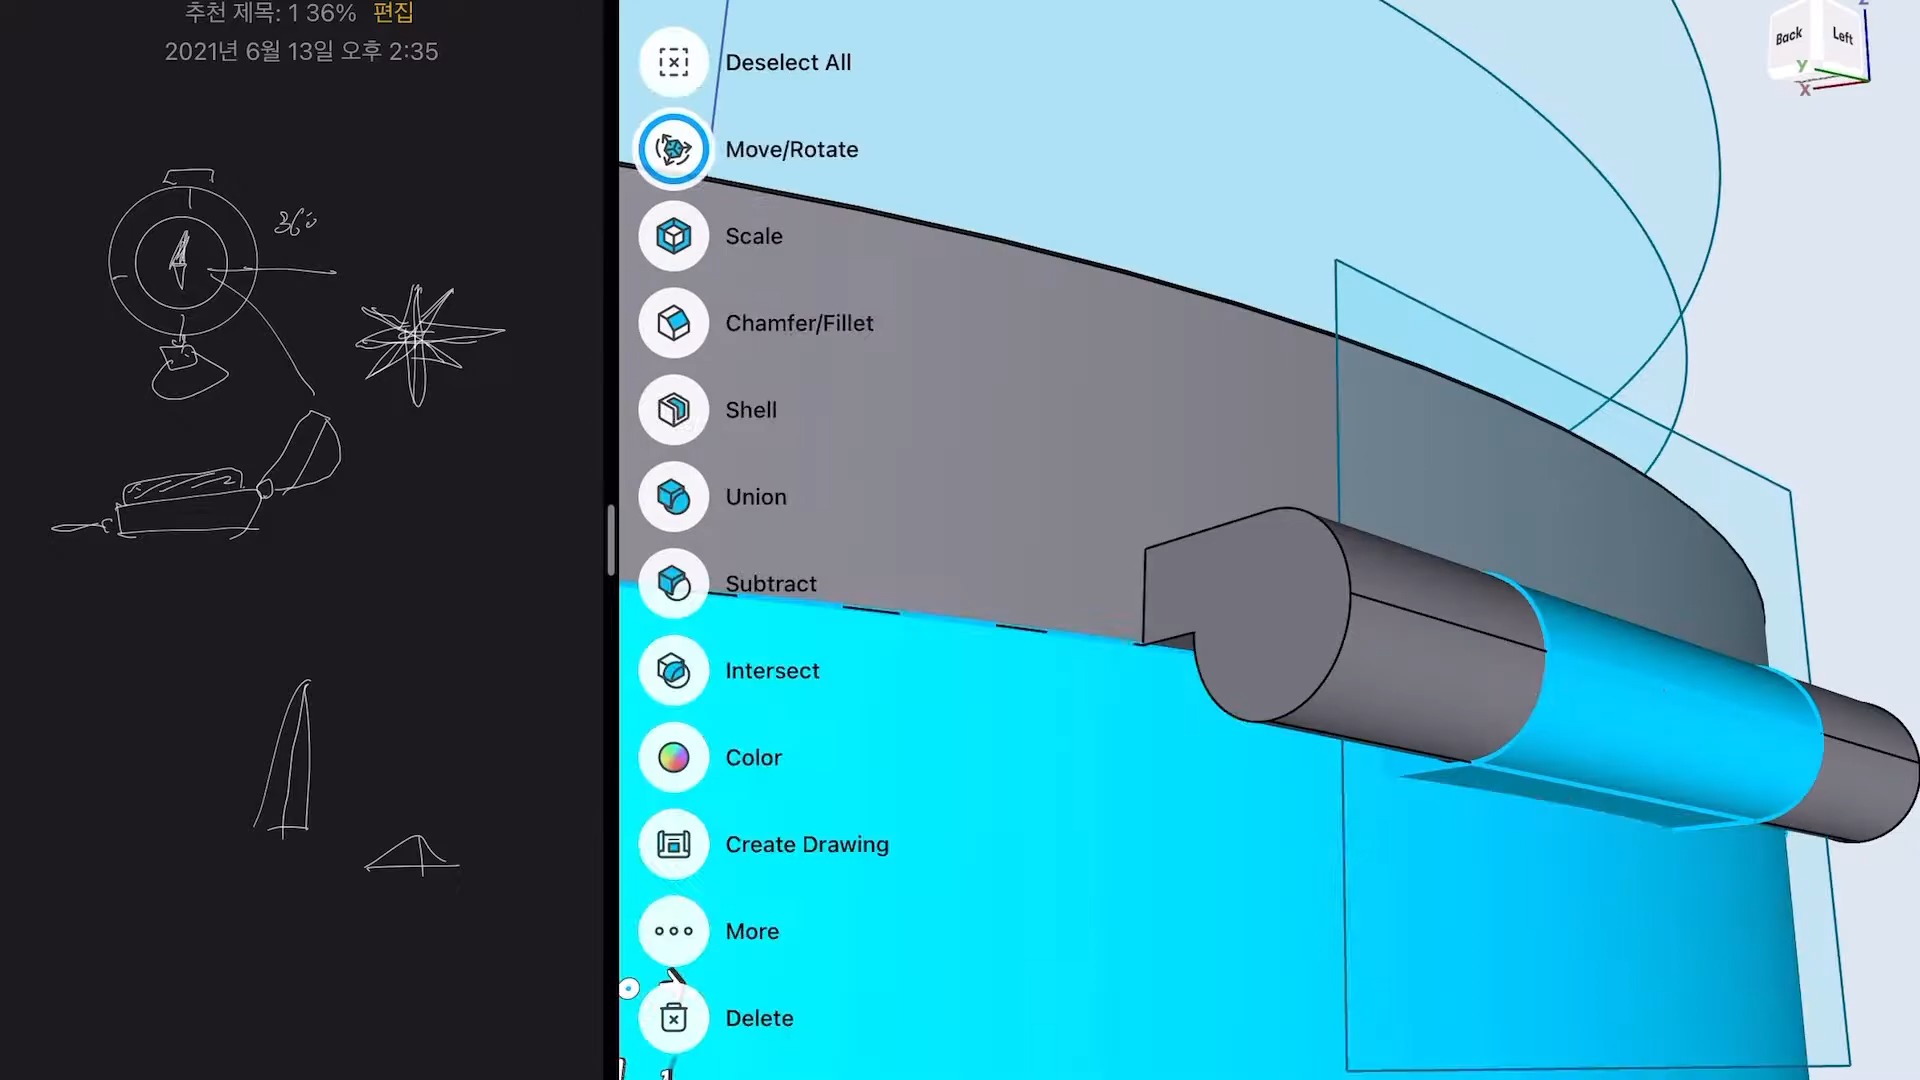 추천 제목: 1 36% 편집
2021년 6월 13일 오후 2:35
360
Deselect All
Move/Rotate
Scale
Chamfer/Fillet
Shell
Union
Subtract
Intersect
Color
Create Drawing
More
Delete
Back
Left
Z
Y
X